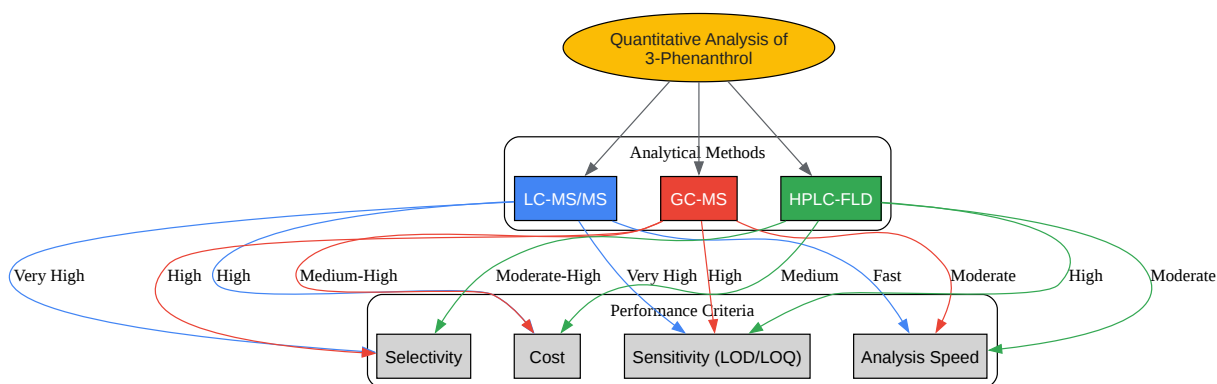 Quantitative Analysis of
3-Phenanthrol
Analytical Methods
LC-MS/MS
GC-MS
HPLC-FLD
Very High
High
High
Medium-High
Moderate-High
Very High
High
Medium
Fast
Moderate
High
Moderate
Performance Criteria
Selectivity
Cost
Sensitivity (LOD/LOQ)
Analysis Speed